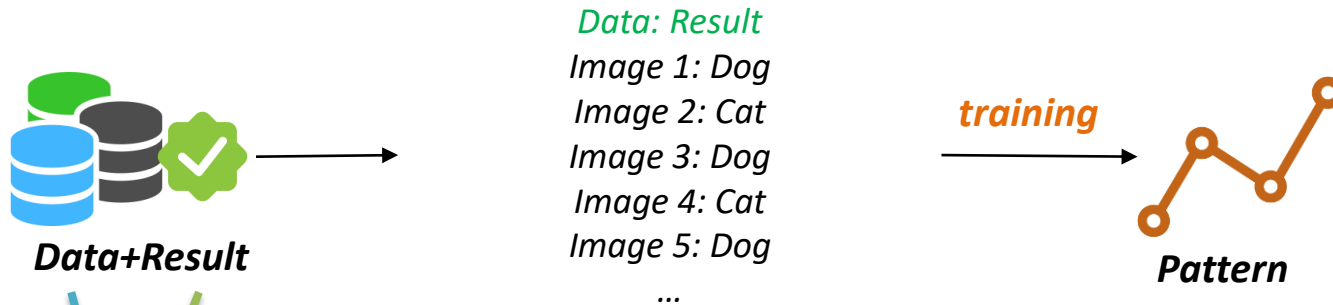 Data: Result
Image 1: Dog
Image 2: Cat
Image 3: Dog
Image 4: Cat
Image 5: Dog
...
Data+Result
training
Pattern